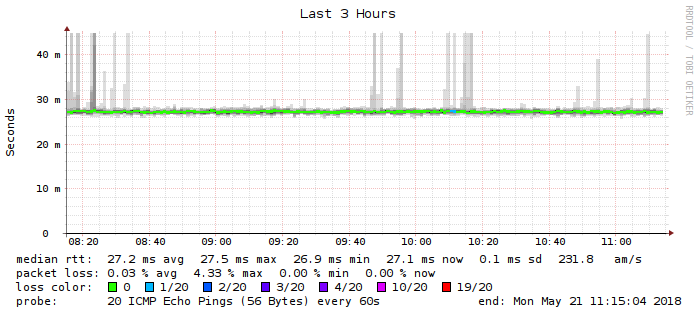 Last 3 Hours
RRDTOOL / TOBI OETIKER
Seconds
40 m
30 m
20 m
10 m
0
08:20 08:40 09:00 09:20 09:40 10:00 10:20 10:40 11:00
median rtt: 27.2 ms avg 27.5 ms max 26.9 ms min 27.1 ms now 0.1 ms sd 231.8 am/s
packet loss: 0.03 % avg 4.33 % max 0.00 % min 0.00 % now
loss color: 0 1/20 2/20 3/20 4/20 10/20 19/20
probe: 20 ICMP Echo Pings (56 Bytes) every 60s end: Mon May 21 11:15:04 2018